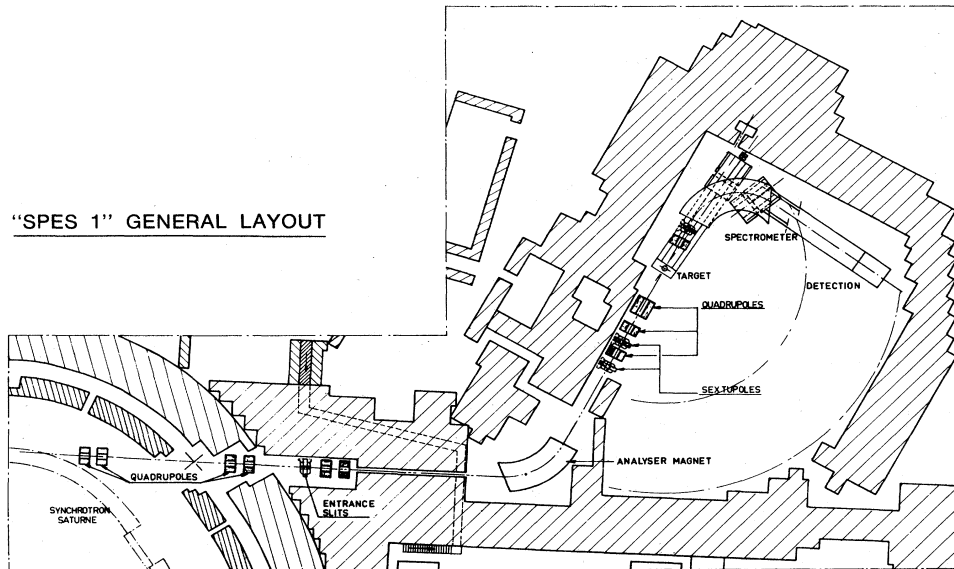 "SPES 1" GENERAL LAYOUT
SPECTROMETER
TARGET
DETECTION
QUADRUPOLES
SEXTUPOLES
ANALYSER MAGNET
QUADRUPOLES
ENTRANCE
SLITS
SYNCHROTRON
SATURNE